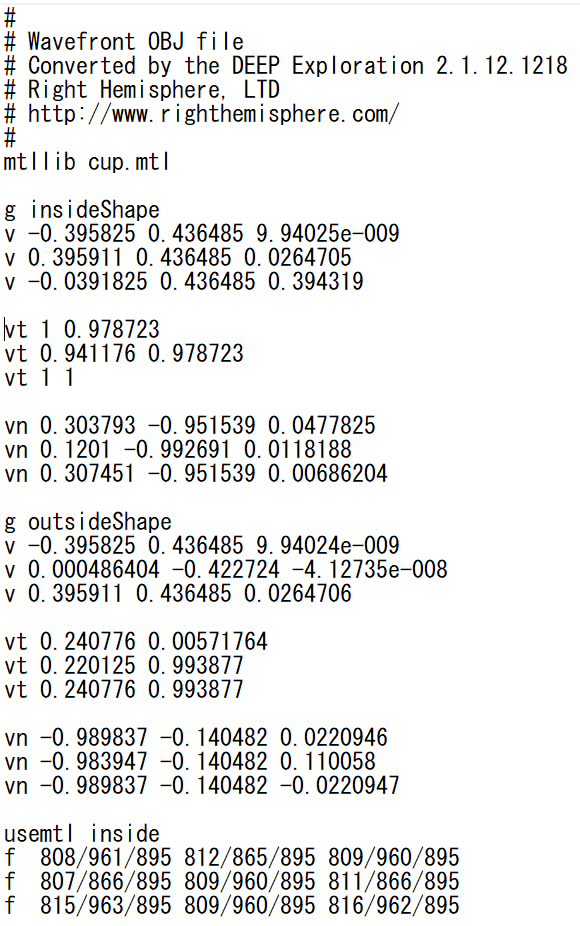 #
# Wavefront OBJ file
# Converted by the DEEP Exploration 2.1.12.1218
# Right Hemisphere, LTD
# http://www.righthemisphere.com/
#
mtllib cup.mtl
g insideShape
v -0.395825 0.436485 9.94025e-009
v 0.395911 0.436485 0.0264705
v -0.0391825 0.436485 0.394319
vt 1 0.978723
vt 0.941176 0.978723
vt 1 1
vn 0.303793 -0.951539 0.0477825
vn 0.1201 -0.992691 0.0118188
vn 0.307451 -0.951539 0.00686204
g outsideShape
v -0.395825 0.436485 9.94024e-009
v 0.000486404 -0.422724 -4.12735e-008
v 0.395911 0.436485 0.0264706
vt 0.240776 0.00571764
vt 0.220125 0.993877
vt 0.240776 0.993877
vn -0.989837 -0.140482 0.0220946
vn -0.983947 -0.140482 0.110058
vn -0.989837 -0.140482 -0.0220947
usemtl inside
f  808/961/895 812/865/895 809/960/895
f  807/866/895 809/960/895 811/866/895
f  815/963/895 809/960/895 816/962/895